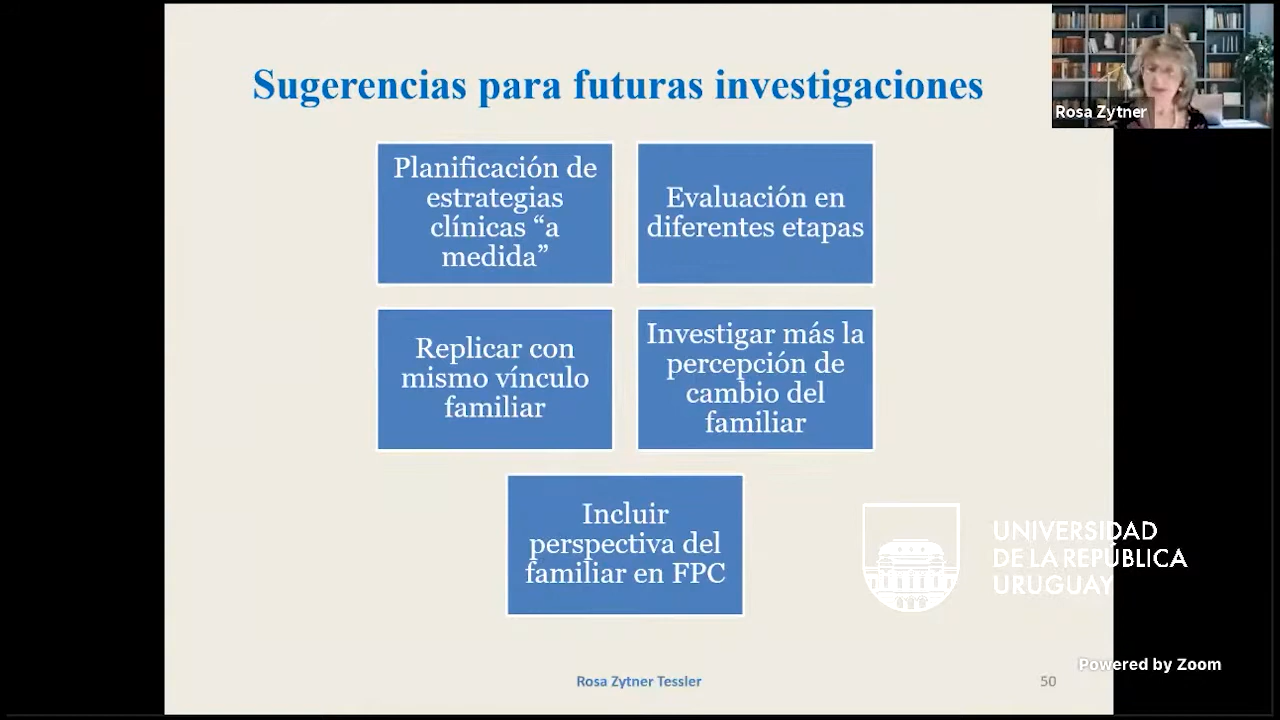 Sugerencias para futuras investigaciones
Rosa Zytner
Planificación de
estrategias
clínicas “a
medida”
Evaluación en
diferentes etapas
Replicar con
mismo vínculo
familiar
Investigar más la
percepción de
cambio del
familiar
Incluir
perspectiva del
familiar en FPC
UNIVERSIDAD
DE LA REPÚBLICA
URUGUAY
Powered by Zoom
Rosa Zytner Tessler
50